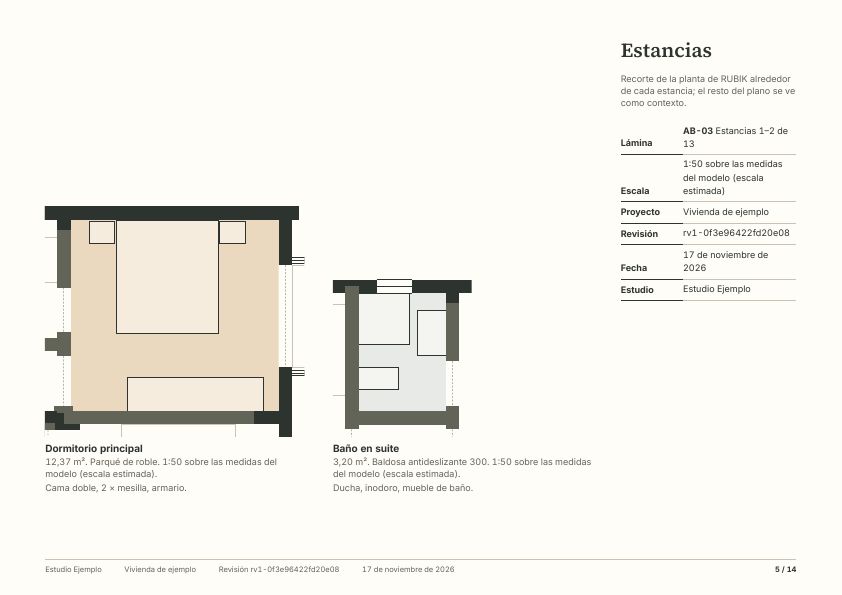 Estancias
Recorte de la planta de RUBIK alrededor
de cada estancia; el resto del plano se ve
como contexto.
Lámina
AB-03 Estancias 1–2 de
13
Escala
1:50 sobre las medidas
del modelo (escala
estimada)
Proyecto Vivienda de ejemplo
Revisión rv1-0f3e96422fd20e08
Fecha
17 de noviembre de
2026
Estudio Estudio Ejemplo
Dormitorio principal
12,37 m². Parqué de roble. 1:50 sobre las medidas del
modelo (escala estimada).
Cama doble, 2 × mesilla, armario.
Baño en suite
3,20 m². Baldosa antideslizante 300. 1:50 sobre las medidas
del modelo (escala estimada).
Ducha, inodoro, mueble de baño.
Estudio Ejemplo Vivienda de ejemplo Revisión rv1-0f3e96422fd20e08 17 de noviembre de 2026 5 / 14